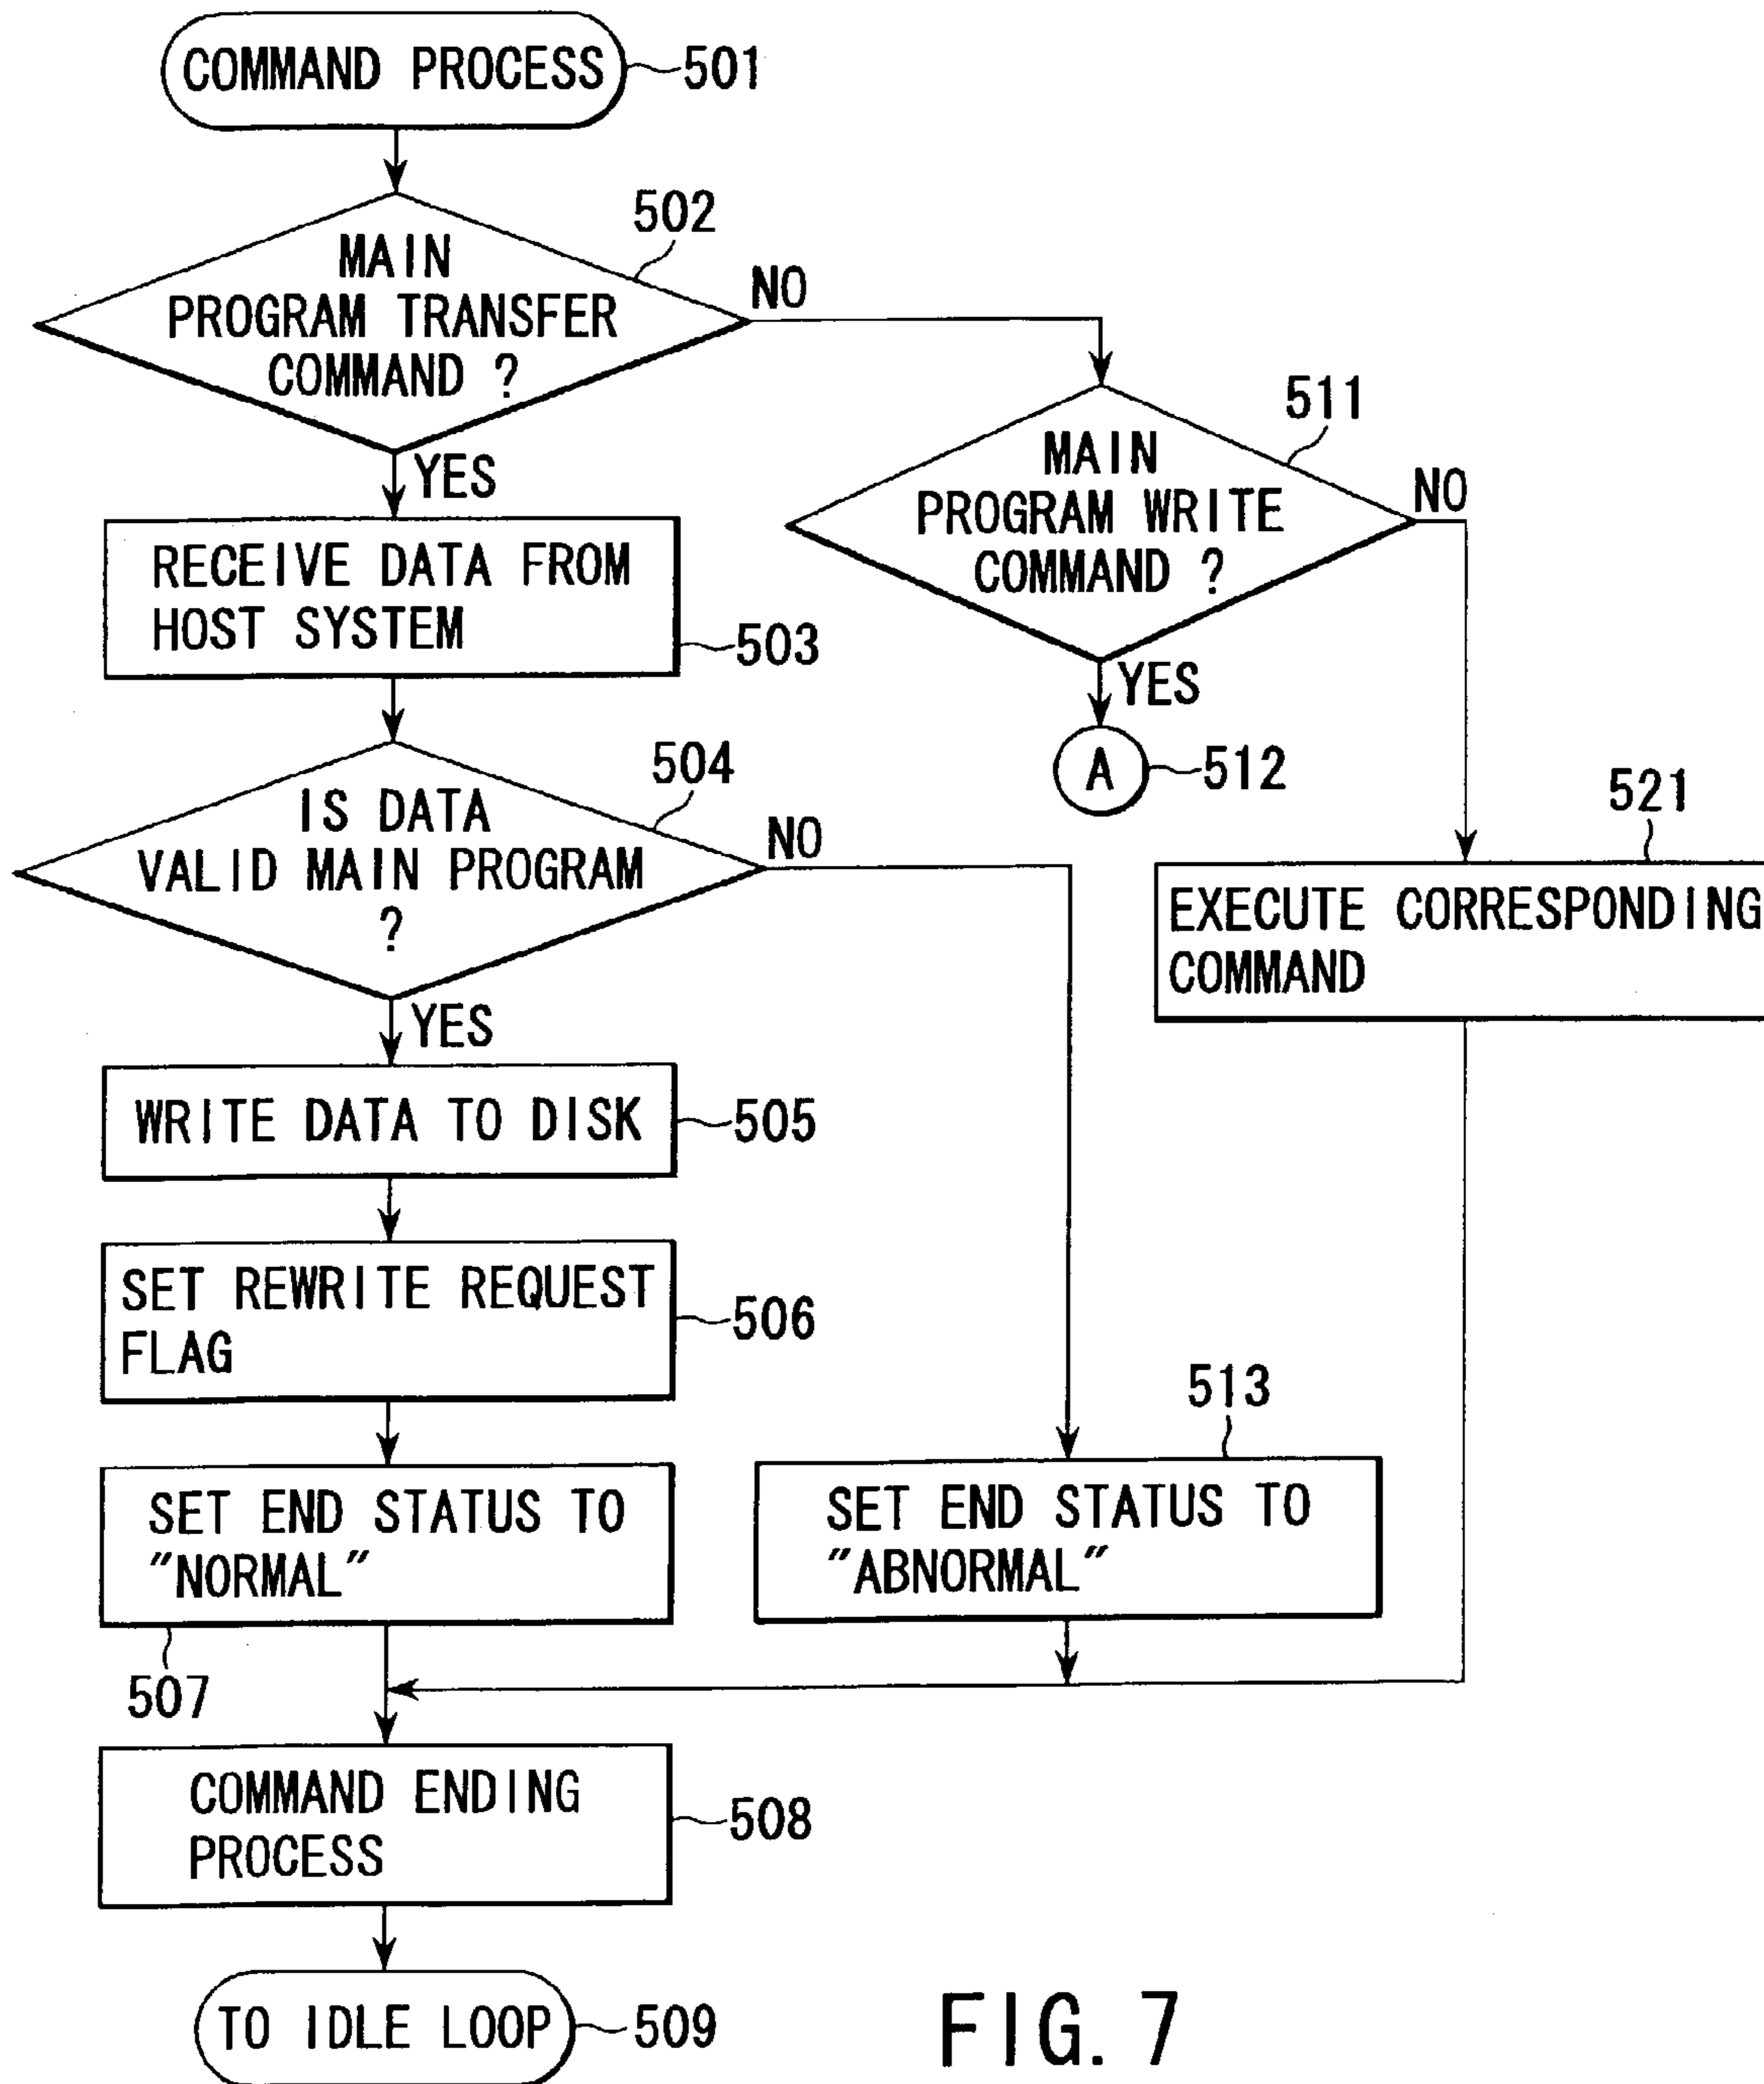 COMMAND PROCESS
501
502
MAIN
PROGRAM TRANSFER
COMMAND ?
NO
YES
511
MAIN
PROGRAM WRITE
COMMAND ?
NO
YES
RECEIVE DATA FROM
HOST SYSTEM
503
A
512
504
IS DATA
VALID MAIN PROGRAM
?
NO
YES
521
EXECUTE CORRESPONDING
COMMAND
WRITE DATA TO DISK
505
SET REWRITE REQUEST
FLAG
506
513
SET END STATUS TO
"NORMAL"
507
SET END STATUS TO
"ABNORMAL"
COMMAND ENDING
PROCESS
508
TO IDLE LOOP
509
FIG. 7